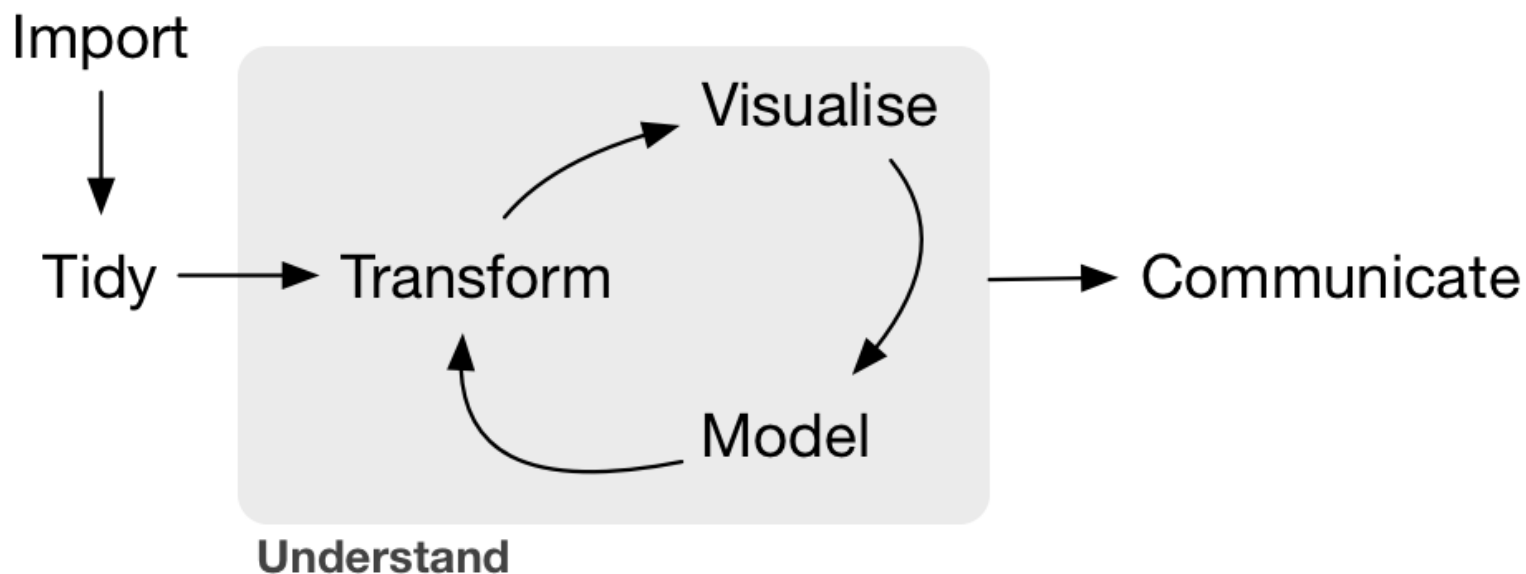 Import
Visualise
Tidy
Transform
Communicate
Model
Understand